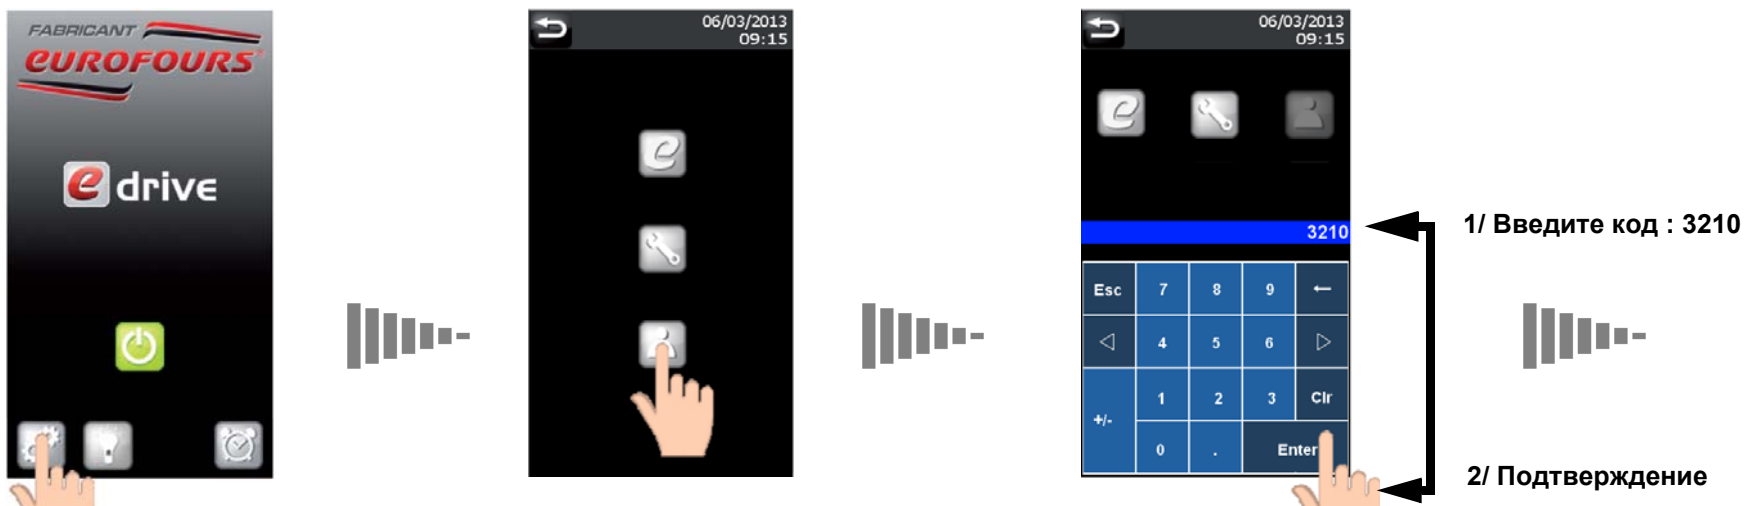 FABRICANT
EUROFOURS
e drive
06/03/2013
09:15
e
06/03/2013
09:15
e
3210
Esc 7 8 9 ←
◁ 4 5 6 ▷
+/- 1 2 3 Clr
0 . Enter
1/ Введите код : 3210
2/ Подтверждение